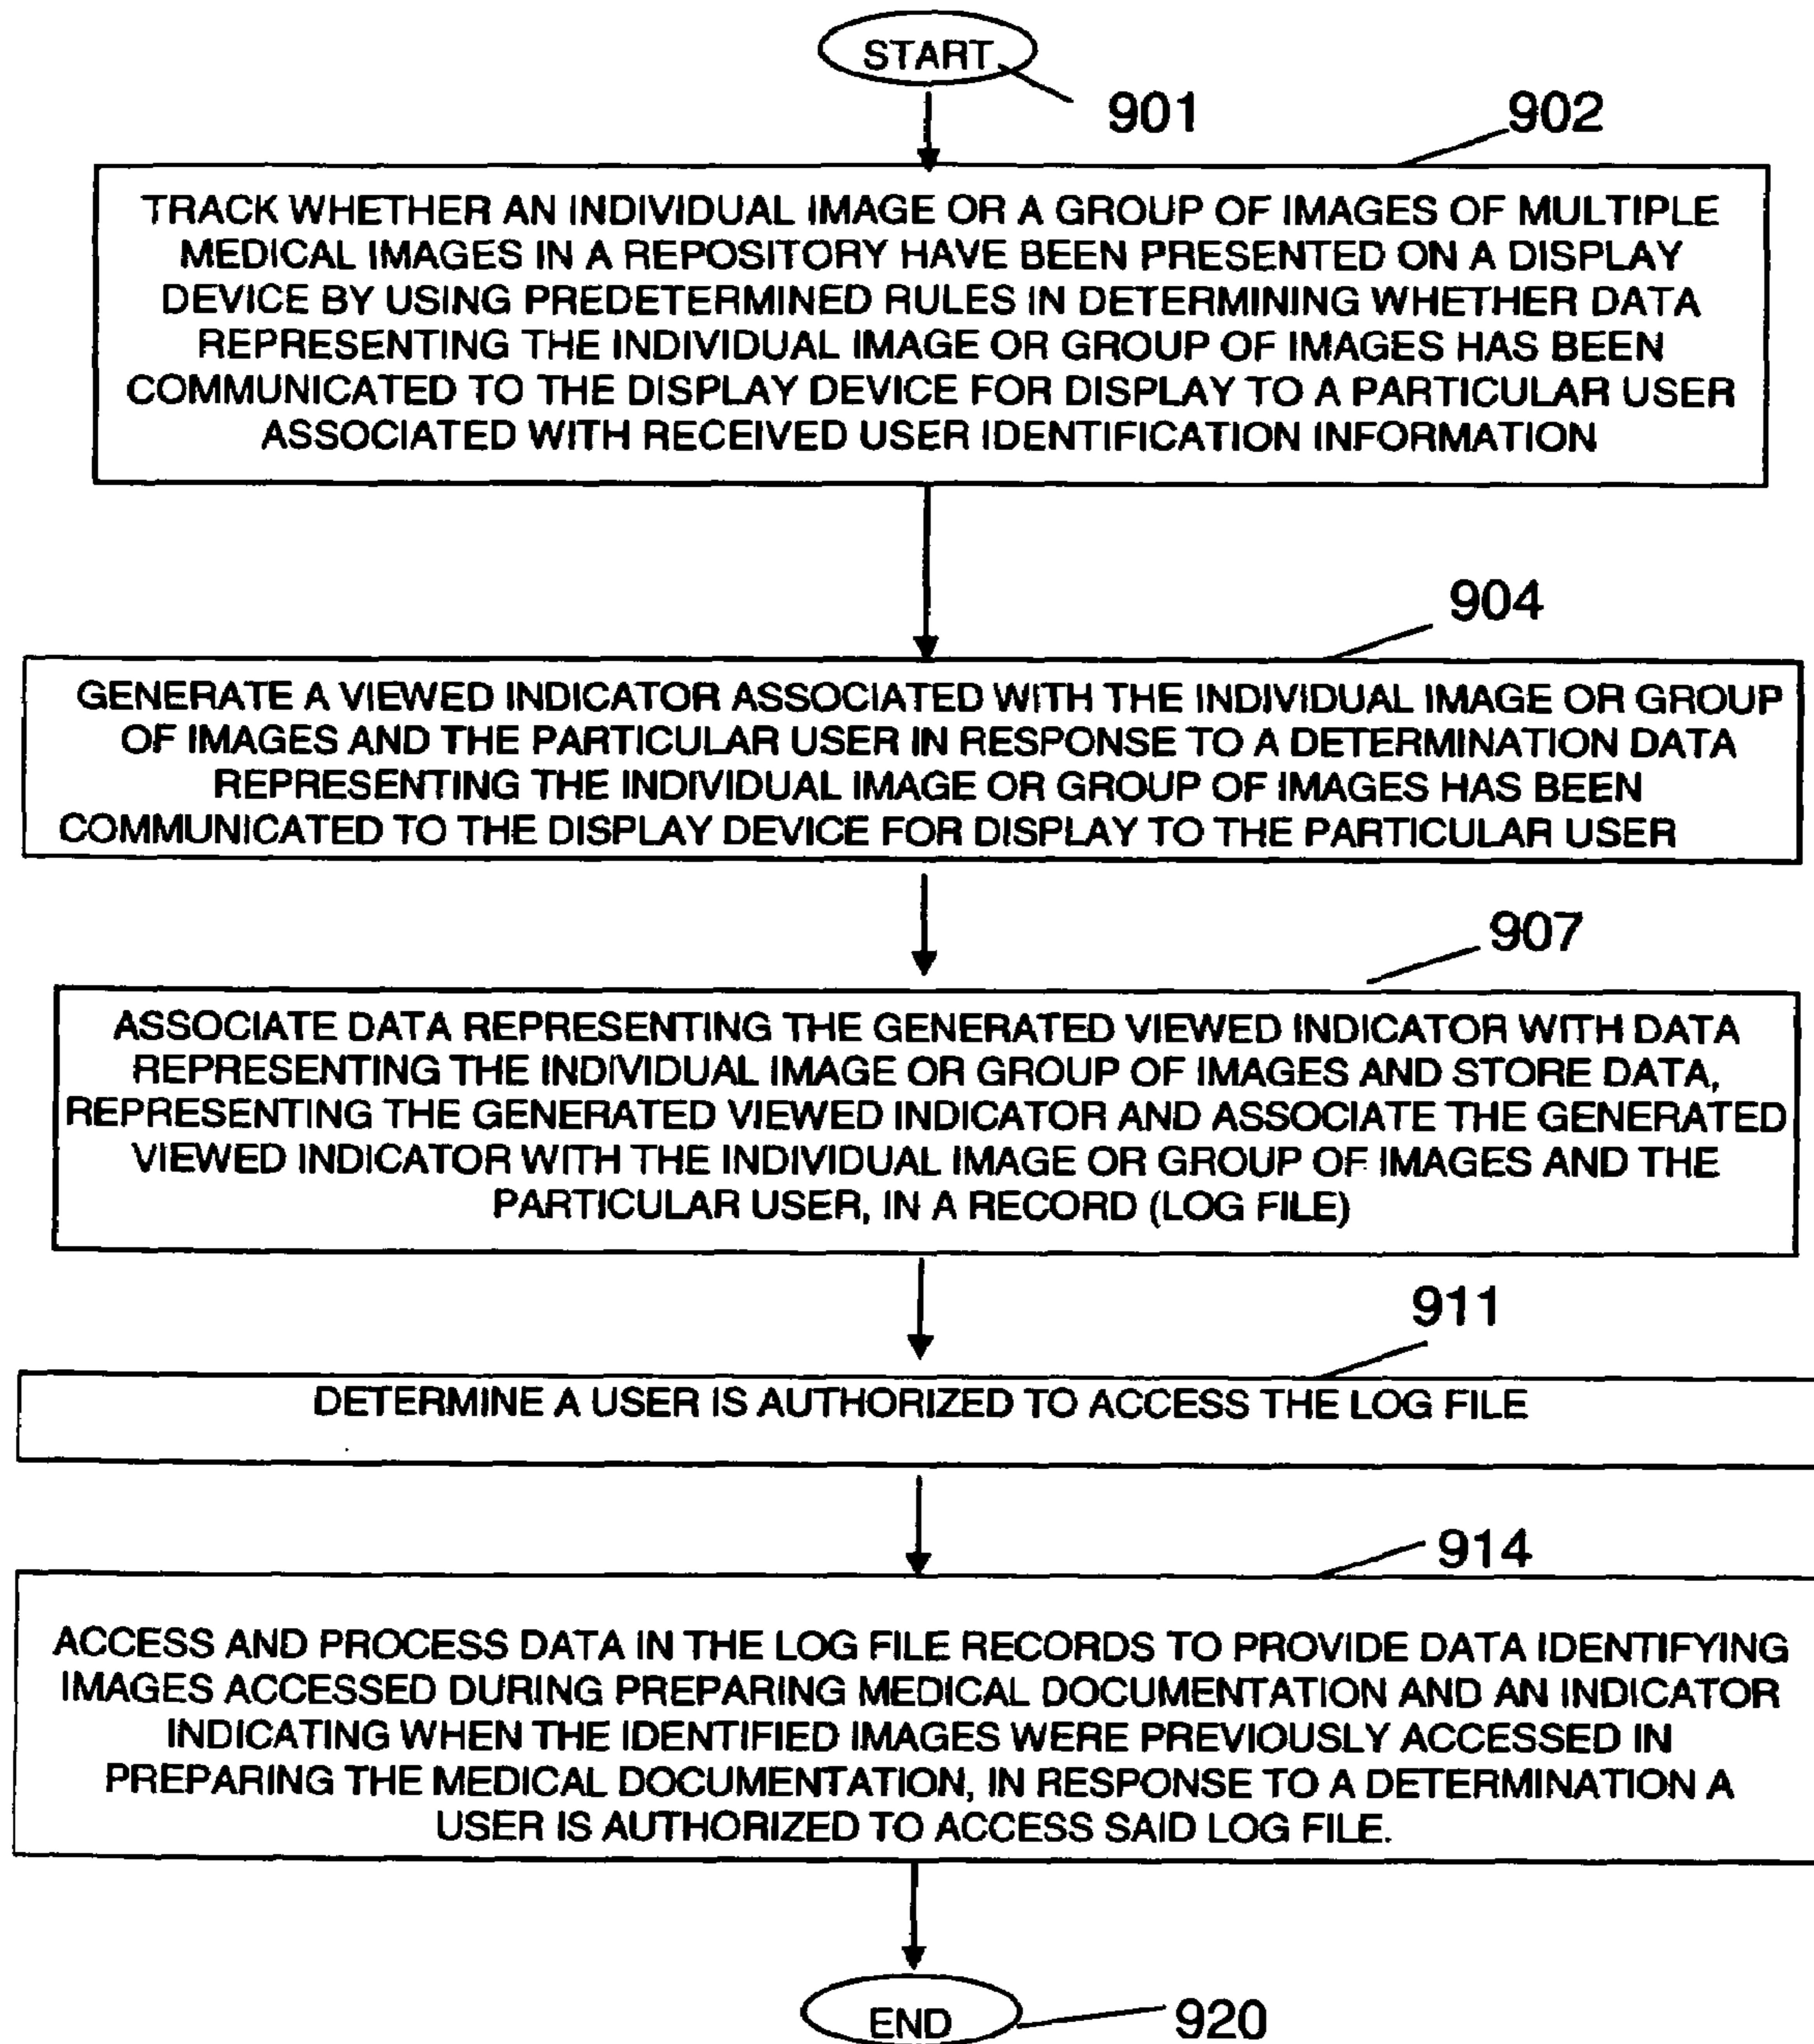 START
901
902
TRACK WHETHER AN INDIVIDUAL IMAGE OR A GROUP OF IMAGES OF MULTIPLE
MEDICAL IMAGES IN A REPOSITORY HAVE BEEN PRESENTED ON A DISPLAY
DEVICE BY USING PREDETERMINED RULES IN DETERMINING WHETHER DATA
REPRESENTING THE INDIVIDUAL IMAGE OR GROUP OF IMAGES HAS BEEN
COMMUNICATED TO THE DISPLAY DEVICE FOR DISPLAY TO A PARTICULAR USER
ASSOCIATED WITH RECEIVED USER IDENTIFICATION INFORMATION
904
GENERATE A VIEWED INDICATOR ASSOCIATED WITH THE INDIVIDUAL IMAGE OR GROUP
OF IMAGES AND THE PARTICULAR USER IN RESPONSE TO A DETERMINATION DATA
REPRESENTING THE INDIVIDUAL IMAGE OR GROUP OF IMAGES HAS BEEN
COMMUNICATED TO THE DISPLAY DEVICE FOR DISPLAY TO THE PARTICULAR USER
907
ASSOCIATE DATA REPRESENTING THE GENERATED VIEWED INDICATOR WITH DATA
REPRESENTING THE INDIVIDUAL IMAGE OR GROUP OF IMAGES AND STORE DATA,
REPRESENTING THE GENERATED VIEWED INDICATOR AND ASSOCIATE THE GENERATED
VIEWED INDICATOR WITH THE INDIVIDUAL IMAGE OR GROUP OF IMAGES AND THE
PARTICULAR USER, IN A RECORD (LOG FILE)
911
DETERMINE A USER IS AUTHORIZED TO ACCESS THE LOG FILE
914
ACCESS AND PROCESS DATA IN THE LOG FILE RECORDS TO PROVIDE DATA IDENTIFYING
IMAGES ACCESSED DURING PREPARING MEDICAL DOCUMENTATION AND AN INDICATOR
INDICATING WHEN THE IDENTIFIED IMAGES WERE PREVIOUSLY ACCESSED IN
PREPARING THE MEDICAL DOCUMENTATION, IN RESPONSE TO A DETERMINATION A
USER IS AUTHORIZED TO ACCESS SAID LOG FILE.
END
920